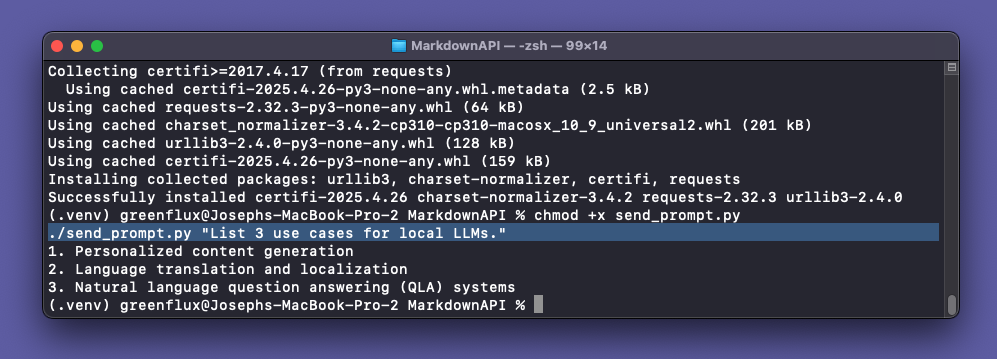 MarkdownAPI — -zsh — 99×14
Collecting certifi>=2017.4.17 (from requests)
  Using cached certifi-2025.4.26-py3-none-any.whl.metadata (2.5 kB)
Using cached requests-2.32.3-py3-none-any.whl (64 kB)
Using cached charset_normalizer-3.4.2-cp310-cp310-macosx_10_9_universal2.whl (201 kB)
Using cached urllib3-2.4.0-py3-none-any.whl (128 kB)
Using cached certifi-2025.4.26-py3-none-any.whl (159 kB)
Installing collected packages: urllib3, charset-normalizer, certifi, requests
Successfully installed certifi-2025.4.26 charset-normalizer-3.4.2 requests-2.32.3 urllib3-2.4.0
(.venv) greenflux@Josephs-MacBook-Pro-2 MarkdownAPI % chmod +x send_prompt.py
./send_prompt.py "List 3 use cases for local LLMs."
1. Personalized content generation
2. Language translation and localization
3. Natural language question answering (QLA) systems
(.venv) greenflux@Josephs-MacBook-Pro-2 MarkdownAPI %